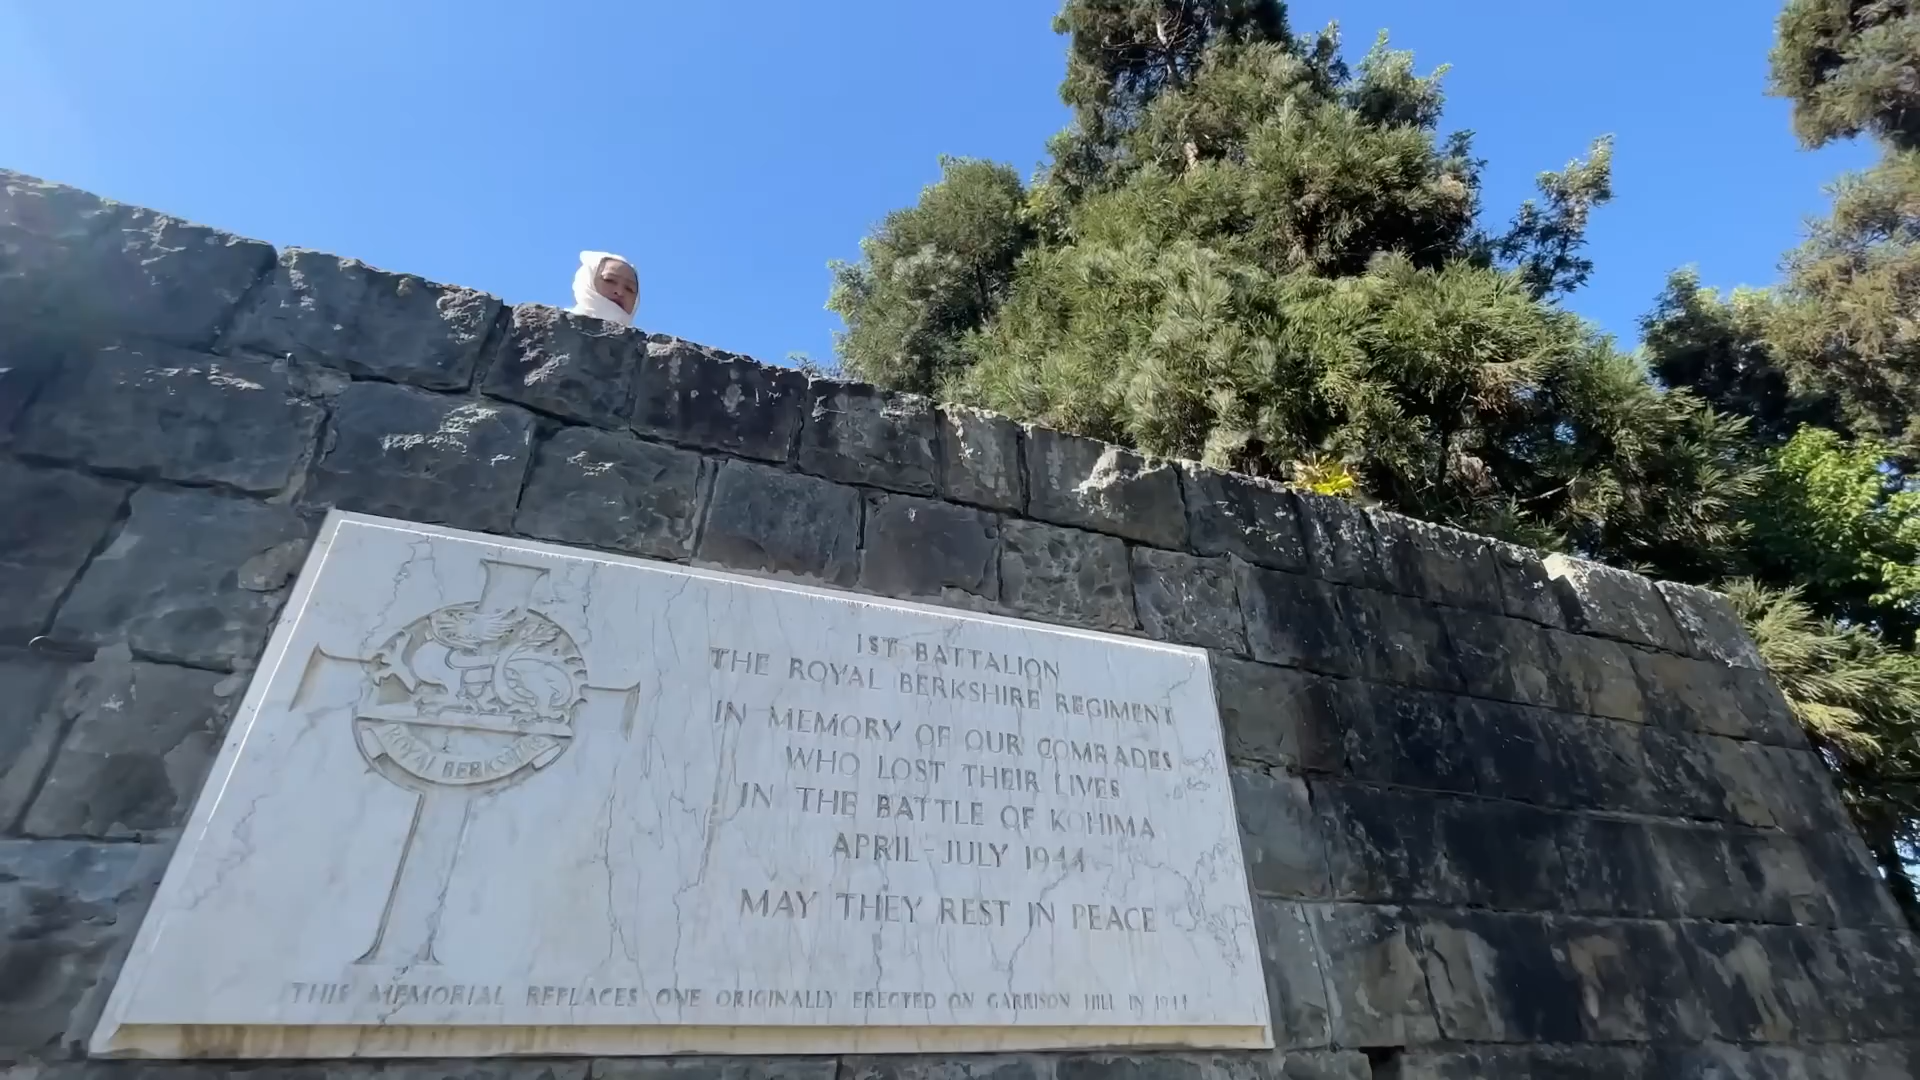 1ST BATTALION
THE ROYAL BERKSHIRE REGIMENT
IN MEMORY OF OUR COMRADES
WHO LOST THEIR LIVES
IN THE BATTLE OF KOHIMA
APRIL-JULY 1944
MAY THEY REST IN PEACE
ROYAL BERKSHIRE
THIS MEMORIAL REPLACES ONE ORIGINALLY ERECTED ON GARRISON HILL IN 1944